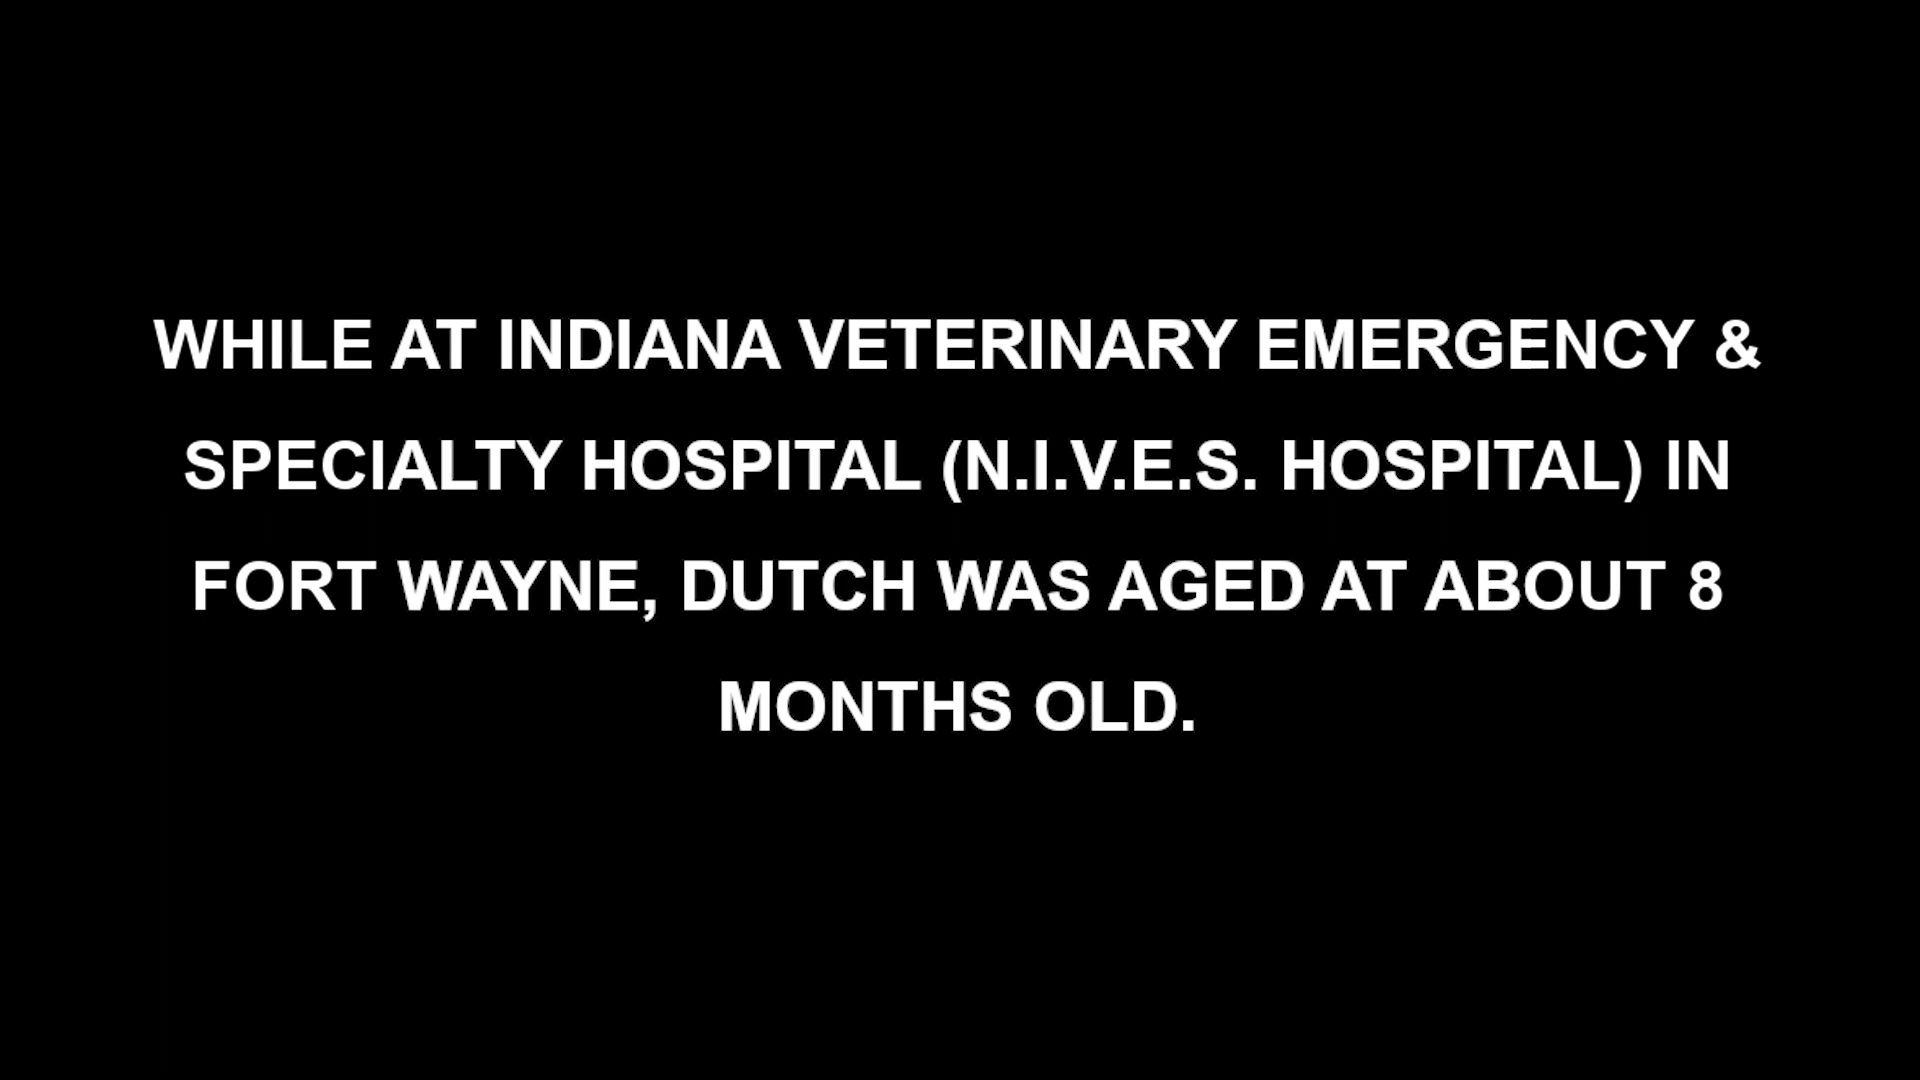 WHILE AT INDIANA VETERINARY EMERGENCY &
SPECIALTY HOSPITAL (N.I.V.E.S. HOSPITAL) IN
FORT WAYNE, DUTCH WAS AGED AT ABOUT 8
MONTHS OLD.